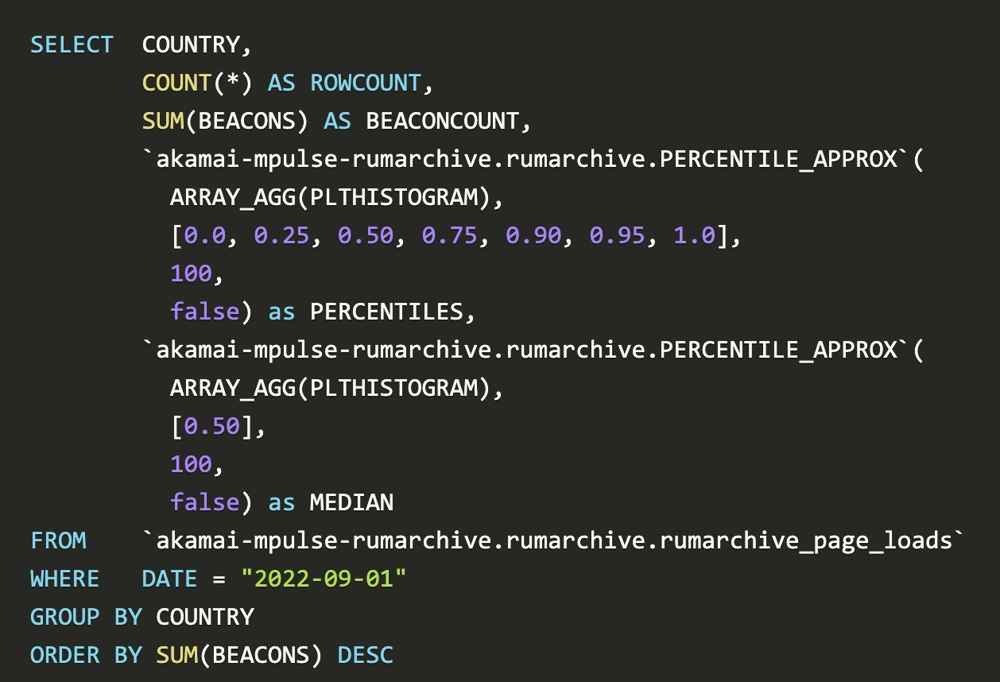 SELECT  COUNTRY,
        COUNT(*) AS ROWCOUNT,
        SUM(BEACONS) AS BEACONCOUNT,
        `akamai-mpulse-rumarchive.rumarchive.PERCENTILE_APPROX`(
          ARRAY_AGG(PLTHISTOGRAM),
          [0.0, 0.25, 0.50, 0.75, 0.90, 0.95, 1.0],
          100,
          false) as PERCENTILES,
        `akamai-mpulse-rumarchive.rumarchive.PERCENTILE_APPROX`(
          ARRAY_AGG(PLTHISTOGRAM),
          [0.50],
          100,
          false) as MEDIAN
FROM    `akamai-mpulse-rumarchive.rumarchive.rumarchive_page_loads`
WHERE   DATE = "2022-09-01"
GROUP BY COUNTRY
ORDER BY SUM(BEACONS) DESC